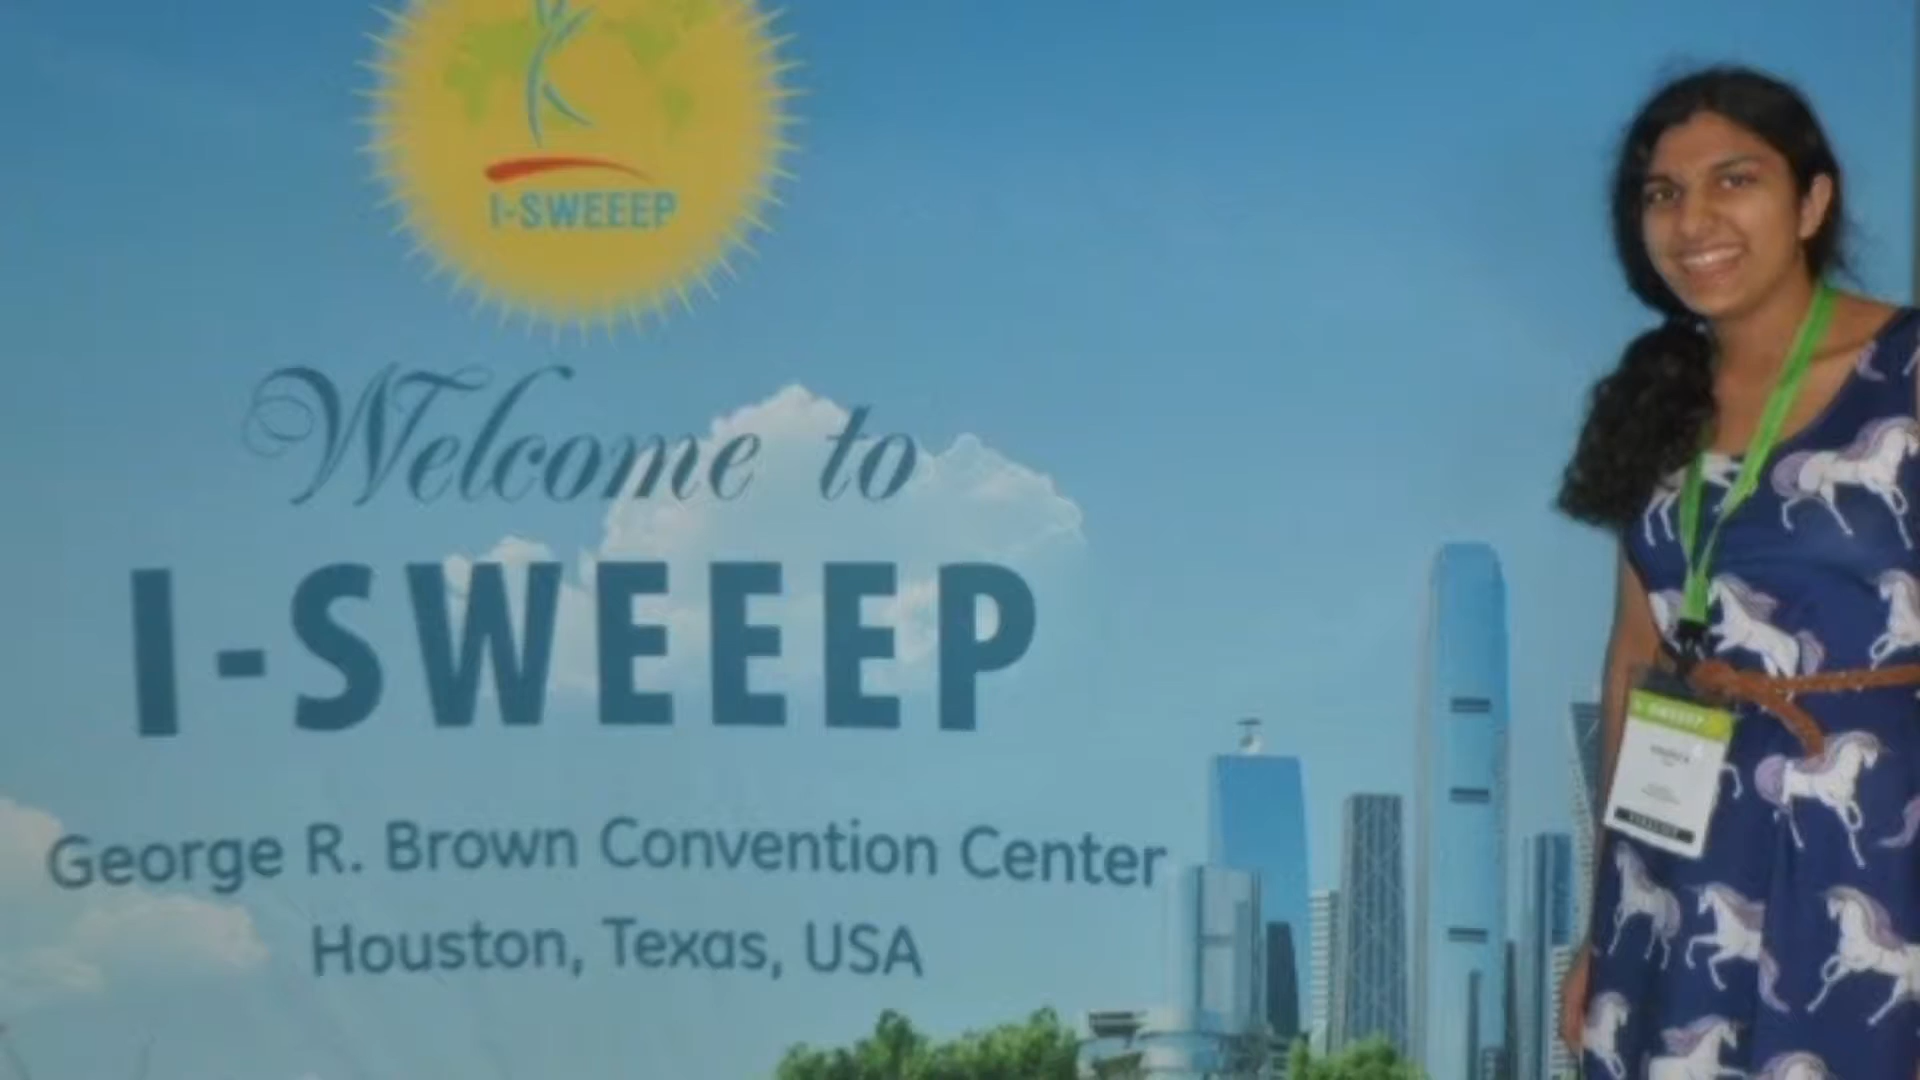 I-SWEEEP
Welcome to
I-SWEEEP
George R. Brown Convention Center
Houston, Texas, USA